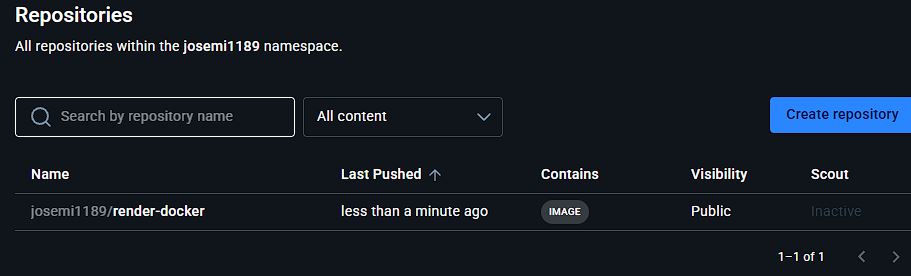 Repositories
All repositories within the josemi1189 namespace.
Search by repository name
All content
Create repository
Name Last Pushed Contains Visibility Scout
josemi1189/render-docker less than a minute ago IMAGE Public Inactive
1–1 of 1